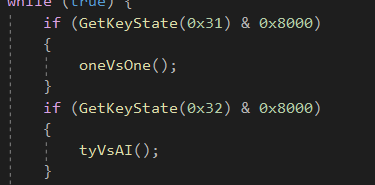 while (true) {
if (GetKeyState(0x31) & 0x8000)
{
oneVsOne();
}
if (GetKeyState(0x32) & 0x8000)
{
tyVsAI();
}